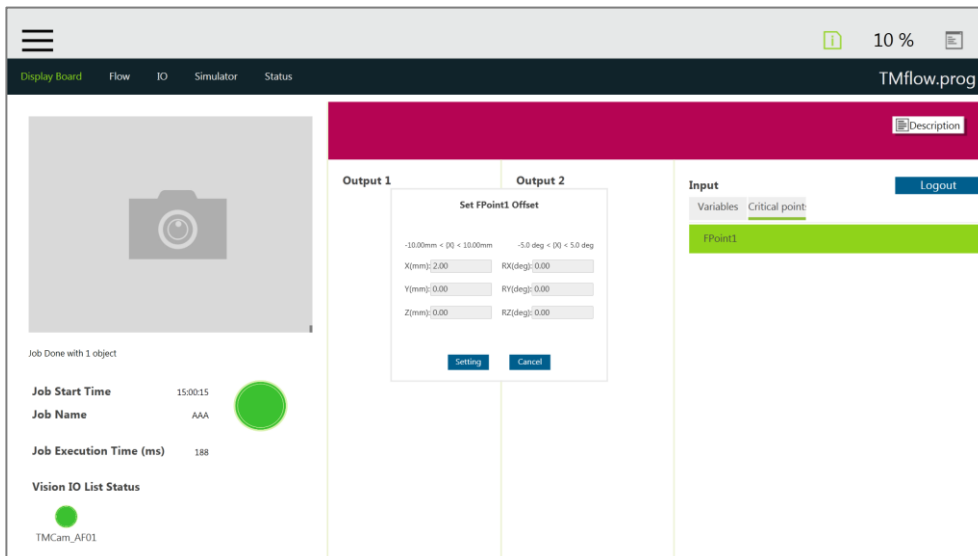 10 %
Display Board Flow IO Simulator Status TMflow.prog
Description
Output 1 Output 2
Input Logout
Variables Critical point
FPoint1
Set FPoint1 Offset
-10.00mm < |X| < 10.00mm -5.0 deg < |X| < 5.0 deg
X(mm): 2.00 RX(deg): 0.00
Y(mm): 0.00 RY(deg): 0.00
Z(mm): 0.00 RZ(deg): 0.00
Setting Cancel
Job Done with 1 object
Job Start Time 15:00:15
Job Name AAA
Job Execution Time (ms) 188
Vision IO List Status
TMCam_AF01